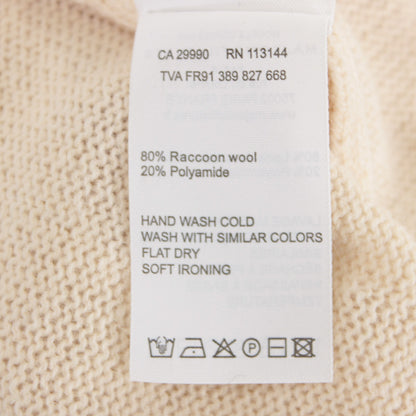 CA 29990 RN 113144
TVA FR91 389 827 668
80% Raccoon wool
20% Polyamide
HAND WASH COLD
WASH WITH SIMILAR COLORS
FLAT DRY
SOFT IRONING